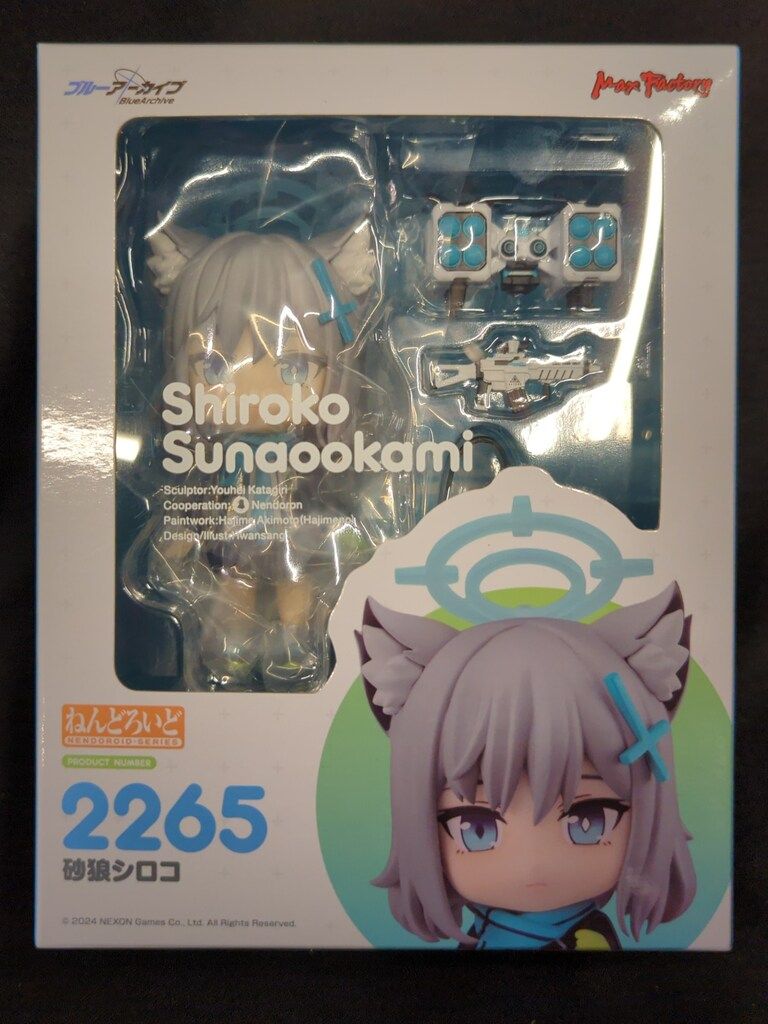 ブルーアーカイブ
BlueArchive
Max Factory
Shiroko
Sunaookami
Sculptor:Youhei Katagiri
Cooperation: Nendoron
Paintwork:Hajime Akimoto(Hajimeno)
Design/Illust:Hwansang
ねんどろいど
NENDOROID-SERIES
PRODUCT NUMBER
2265
砂狼シロコ
© 2024 NEXON Games Co., Ltd. All Rights Reserved.